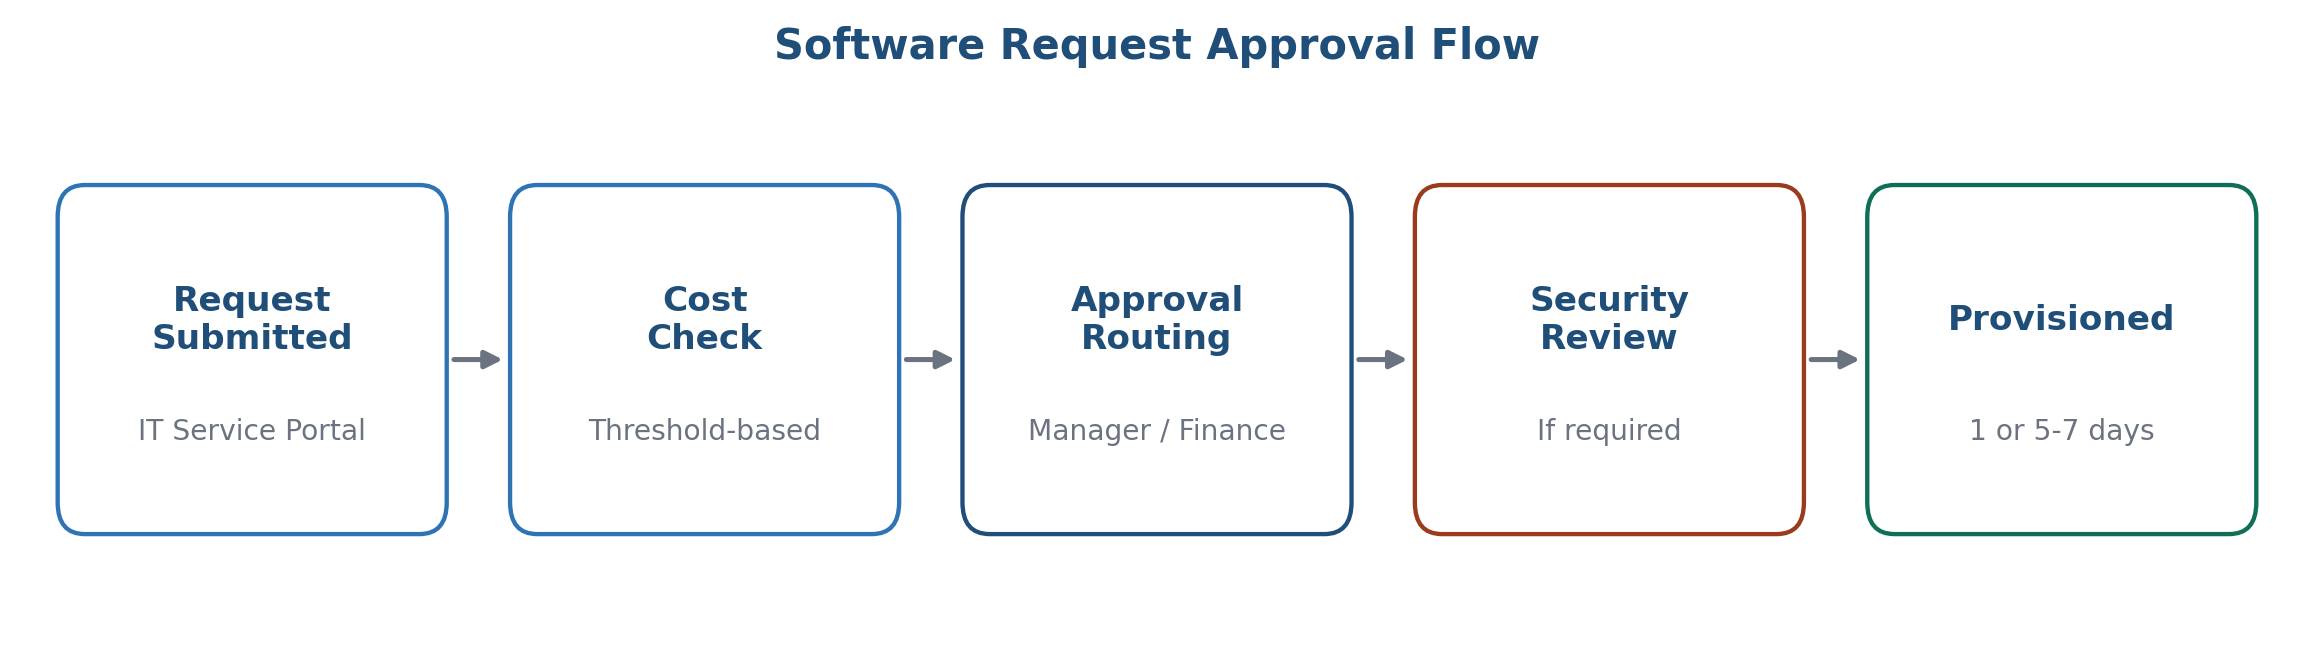 Software Request Approval Flow
Request
Submitted
IT Service Portal
Cost
Check
Threshold-based
Approval
Routing
Manager / Finance
Security
Review
If required
Provisioned
1 or 5-7 days